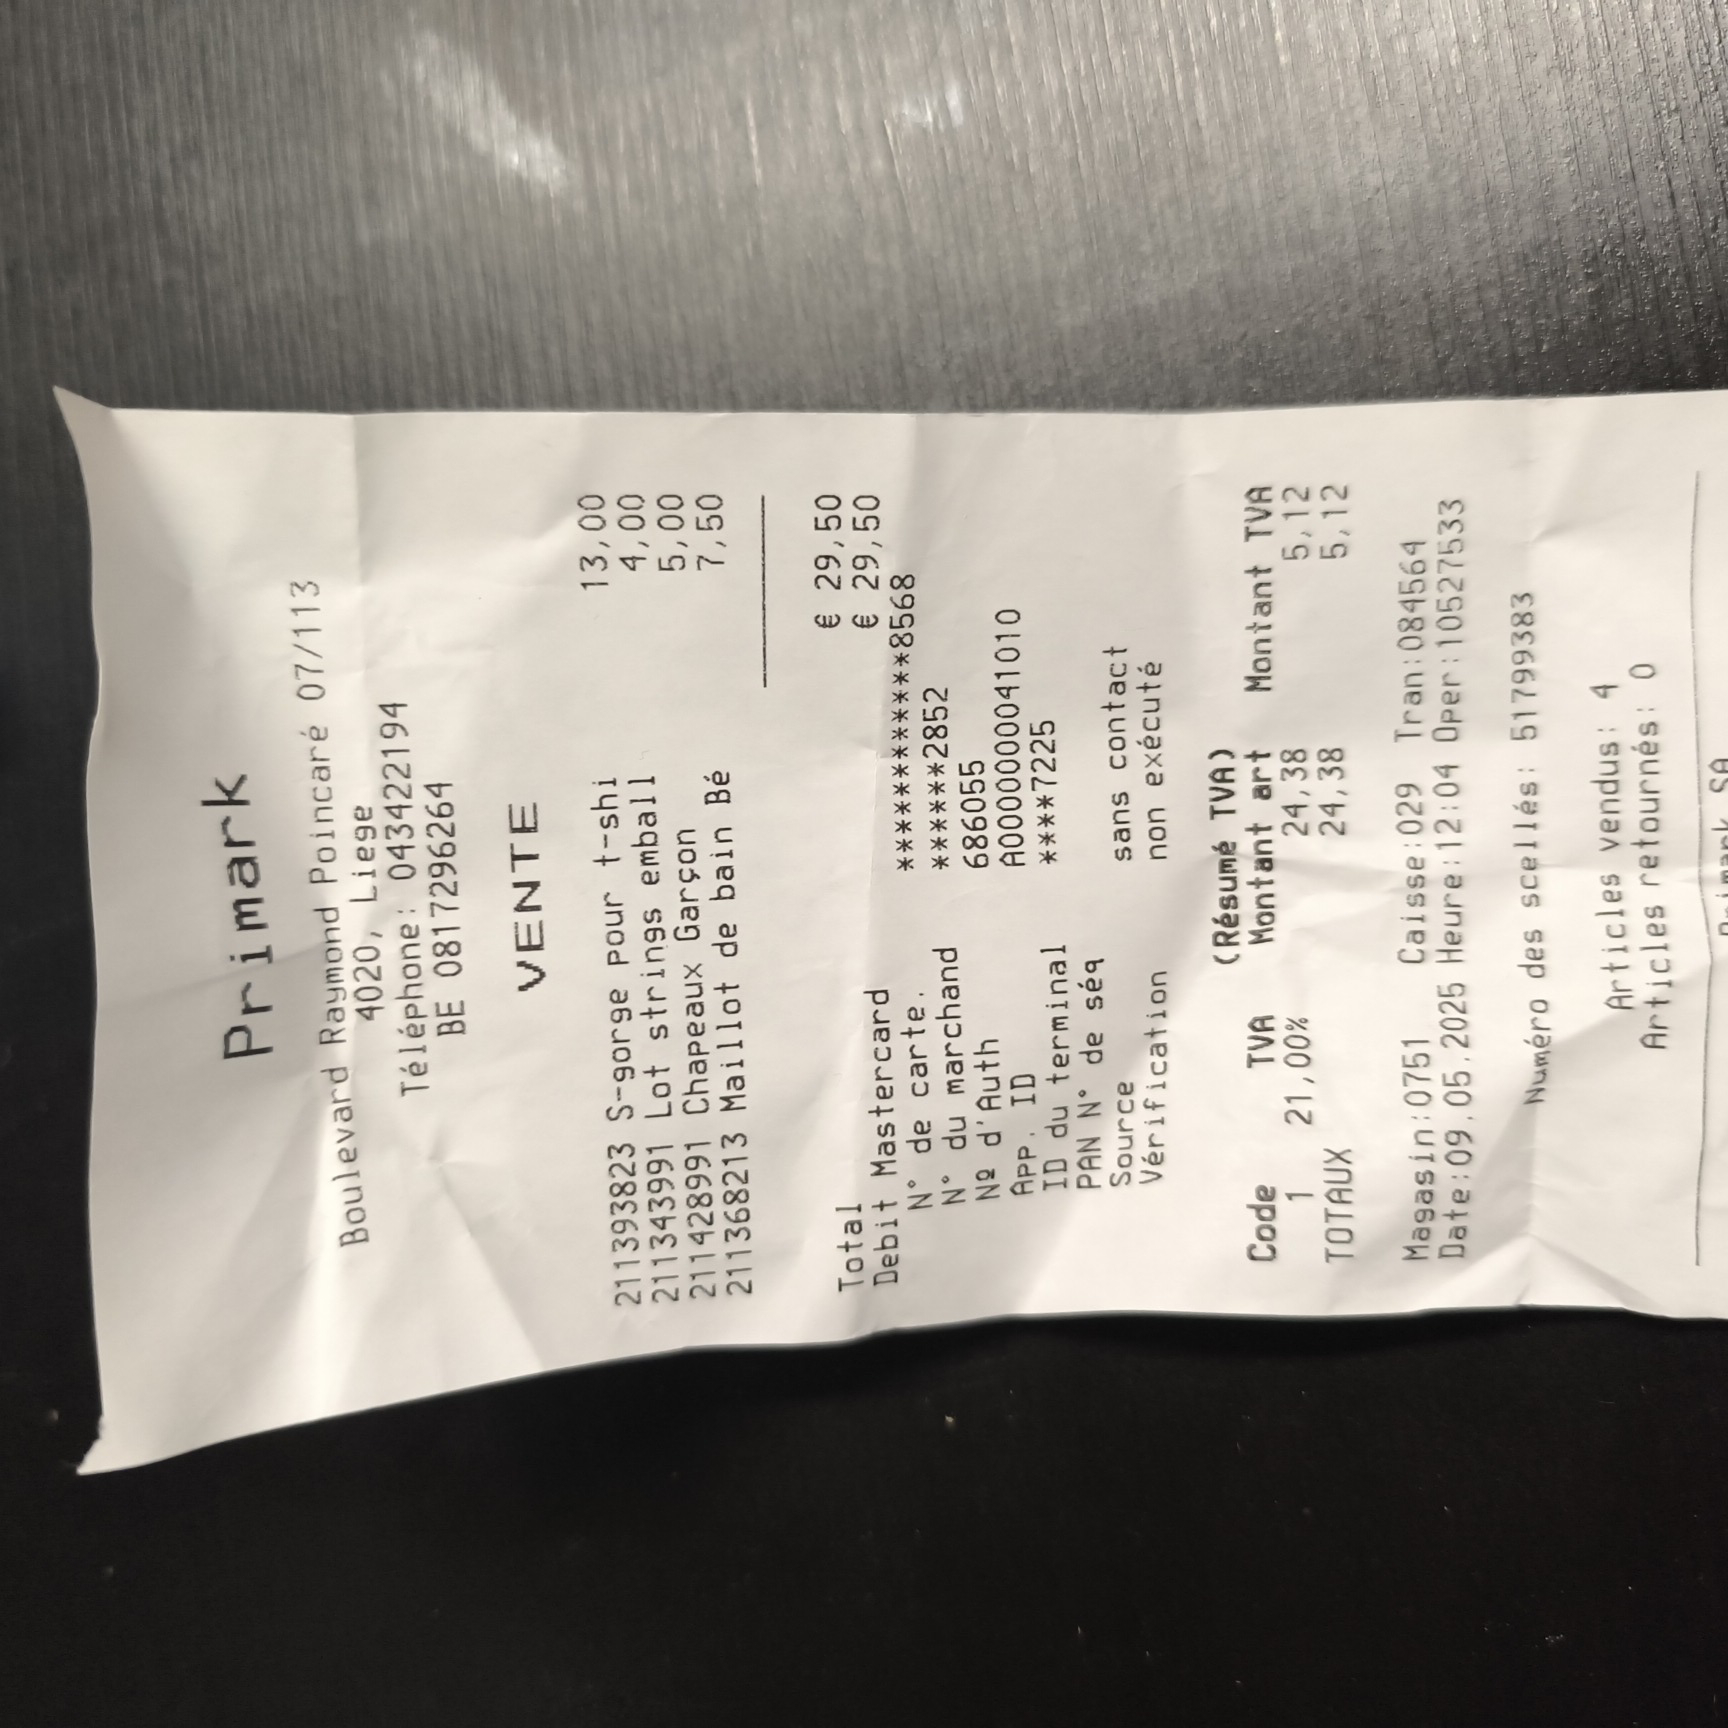 Primark
Boulevard Raymond Poincaré 07/113
4020, Liege
Téléphone: 043422194
BE 0817296264
VENTE
211393823 S-gorge pour t-shi 13,00
211343991 Lot strings emball 4,00
211428991 Chapeaux Garçon 5,00
211368213 Maillot de bain Bé 7,50
Total € 29,50
Debit Mastercard € 29,50
N° de carte. ************8568
N° du marchand ******2852
Nº d'Auth 686055
App. ID A0000000041010
ID du terminal ****7225
PAN N° de séq
Source sans contact
Vérification non exécuté
(Résumé TVA)
Code TVA Montant art Montant TVA
1 21,00% 24,38 5,12
TOTAUX 24,38 5,12
Magasin:0751 Caisse:029 Tran:084564
Date:09.05.2025 Heure:12:04 Oper:10527533
Numéro des scellés: 51799383
Articles vendus: 4
Articles retournés: 0
Primark SA